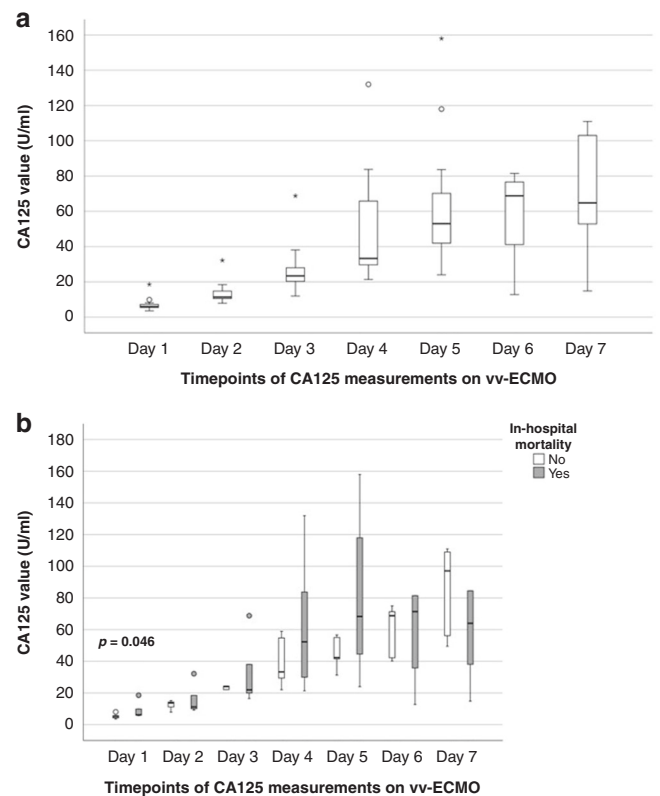 a
160
140
120
100
80
60
40
20
0
CA125 value (U/ml)
Day 1 Day 2 Day 3 Day 4 Day 5 Day 6 Day 7
Timepoints of CA125 measurements on vv-ECMO
b
180
160
140
120
100
80
60
40
20
0
CA125 value (U/ml)
p = 0.046
In-hospital
mortality
No
Yes
Day 1 Day 2 Day 3 Day 4 Day 5 Day 6 Day 7
Timepoints of CA125 measurements on vv-ECMO